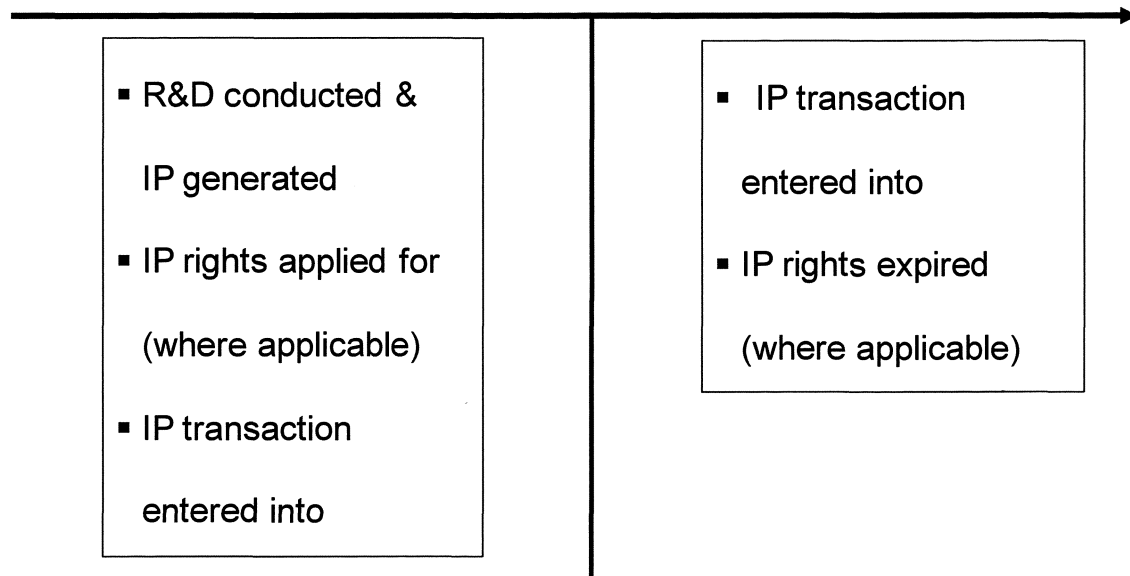 ▪ R&D conducted &
IP generated
▪ IP rights applied for
(where applicable)
▪ IP transaction
entered into
▪ IP transaction
entered into
▪ IP rights expired
(where applicable)